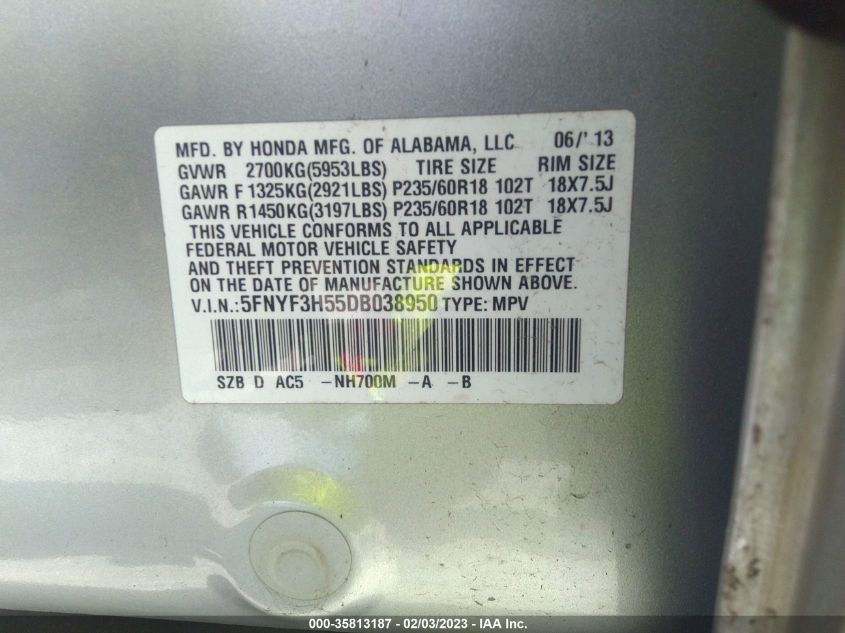 MFD. BY HONDA MFG. OF ALABAMA, LLC 06/'13
GVWR 2700KG(5953LBS) TIRE SIZE RIM SIZE
GAWR F 1325KG(2921LBS) P235/60R18 102T 18X7.5J
GAWR R1450KG(3197LBS) P235/60R18 102T 18X7.5J
THIS VEHICLE CONFORMS TO ALL APPLICABLE
FEDERAL MOTOR VEHICLE SAFETY
AND THEFT PREVENTION STANDARDS IN EFFECT
ON THE DATE OF MANUFACTURE SHOWN ABOVE.
V.I.N.:5FNYF3H55DB038950 TYPE: MPV
SZB D AC5 -NH700M -A -B
000-35813187 - 02/03/2023 - IAA Inc.